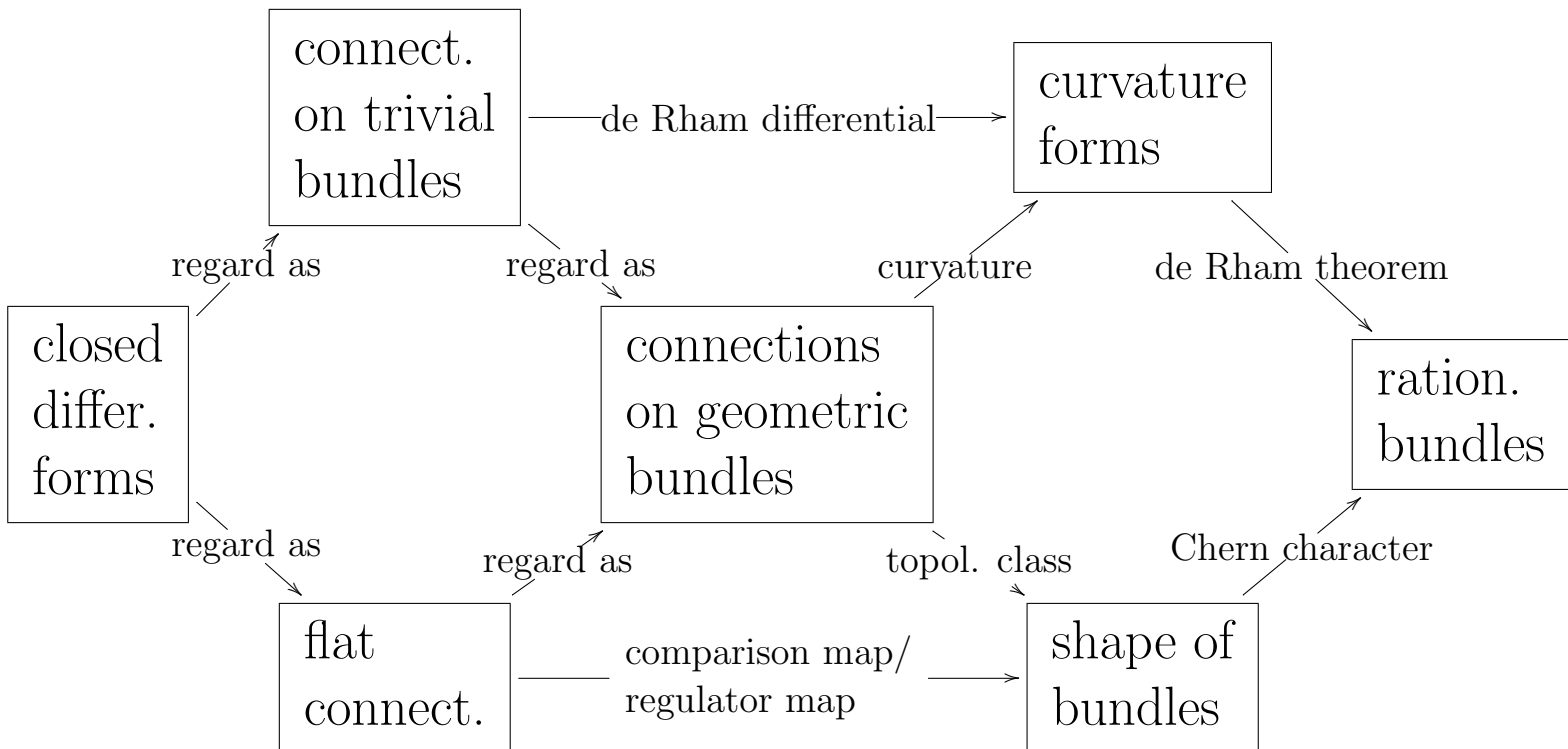 connect.
on trivial
bundles
de Rham differential
curvature
forms
regard as
regard as
curvature
de Rham theorem
closed
differ.
forms
connections
on geometric
bundles
ration.
bundles
regard as
regard as
topol. class
Chern character
flat
connect.
comparison map/
regulator map
shape of
bundles